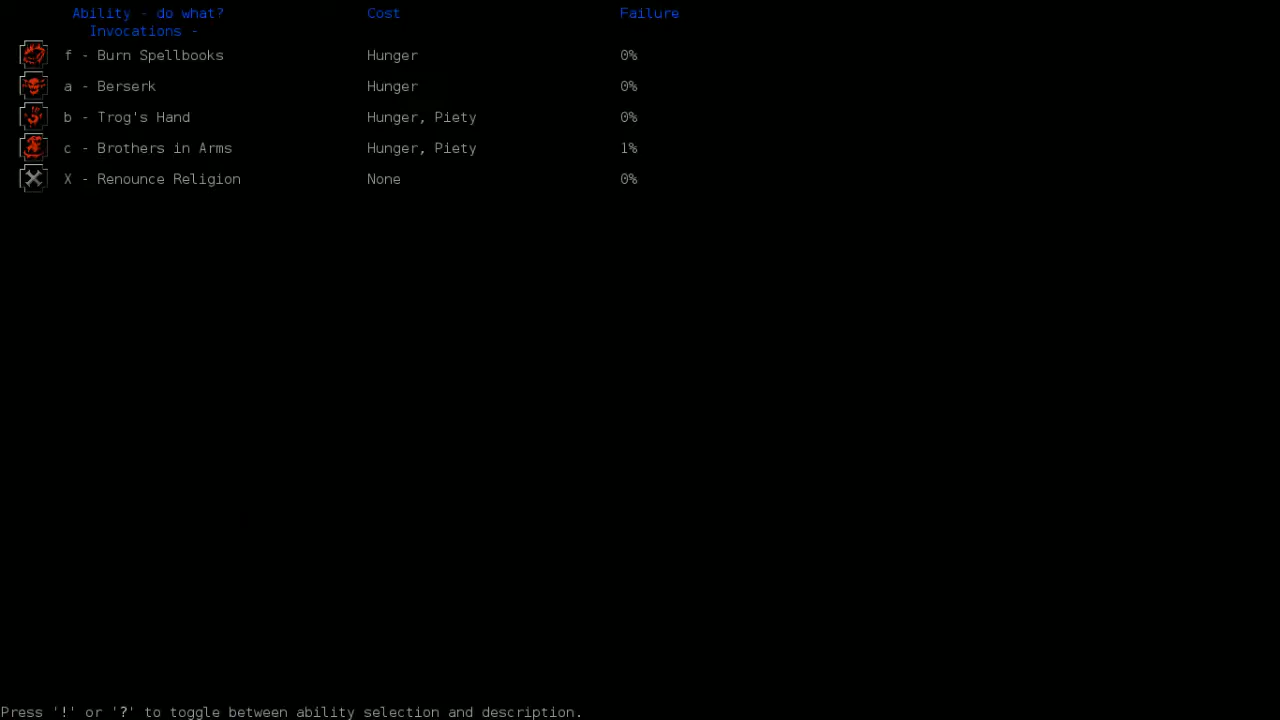 Ability - do what? Cost Failure
Invocations -
f - Burn Spellbooks Hunger 0%
a - Berserk Hunger 0%
b - Trog's Hand Hunger, Piety 0%
c - Brothers in Arms Hunger, Piety 1%
X - Renounce Religion None 0%
Press '!' or '?' to toggle between ability selection and description.